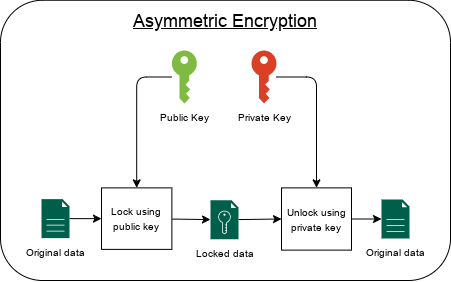 Asymmetric Encryption
Public Key
Private Key
Lock using
public key
Unlock using
private key
Original data
Locked data
Original data